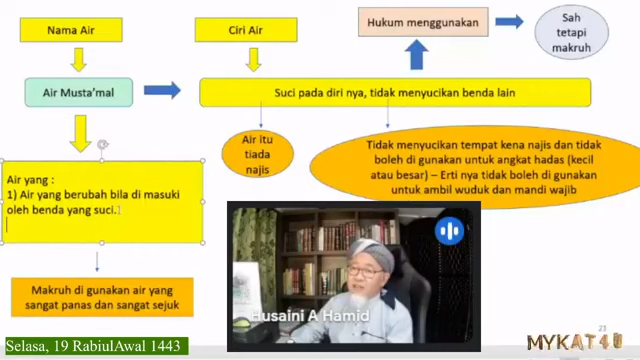 Nama Air
Ciri Air
Hukum menggunakan
Sah
tetapi
makruh
Air Musta'mal
Suci pada diri nya, tidak menyucikan benda lain
Air itu
tiada
najis
Tidak menyucikan tempat kena najis dan tidak
boleh di gunakan untuk angkat hadas (kecil
atau besar) – Erti nya tidak boleh di gunakan
untuk ambil wuduk dan mandi wajib
Air yang :
1) Air yang berubah bila di masuki
oleh benda yang suci.
Makruh di gunakan air yang
sangat panas dan sangat sejuk
Husaini A Hamid
23
MYKAT4U
Selasa, 19 RabiulAwal 1443